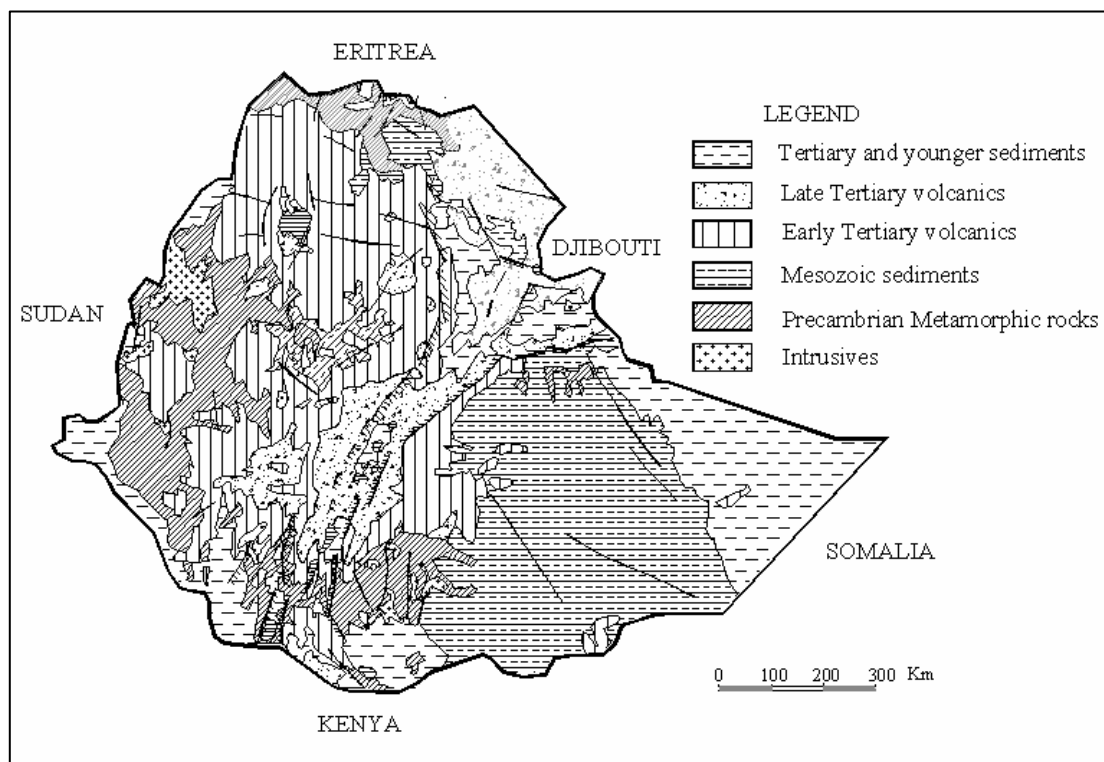 ERITREA
LEGEND
Tertiary and younger sediments
Late Tertiary volcanics
Early Tertiary volcanics
DJIBOUTI
Mesozoic sediments
SUDAN
Precambrian Metamorphic rocks
Intrusives
SOMALIA
0 100 200 300 Km
KENYA